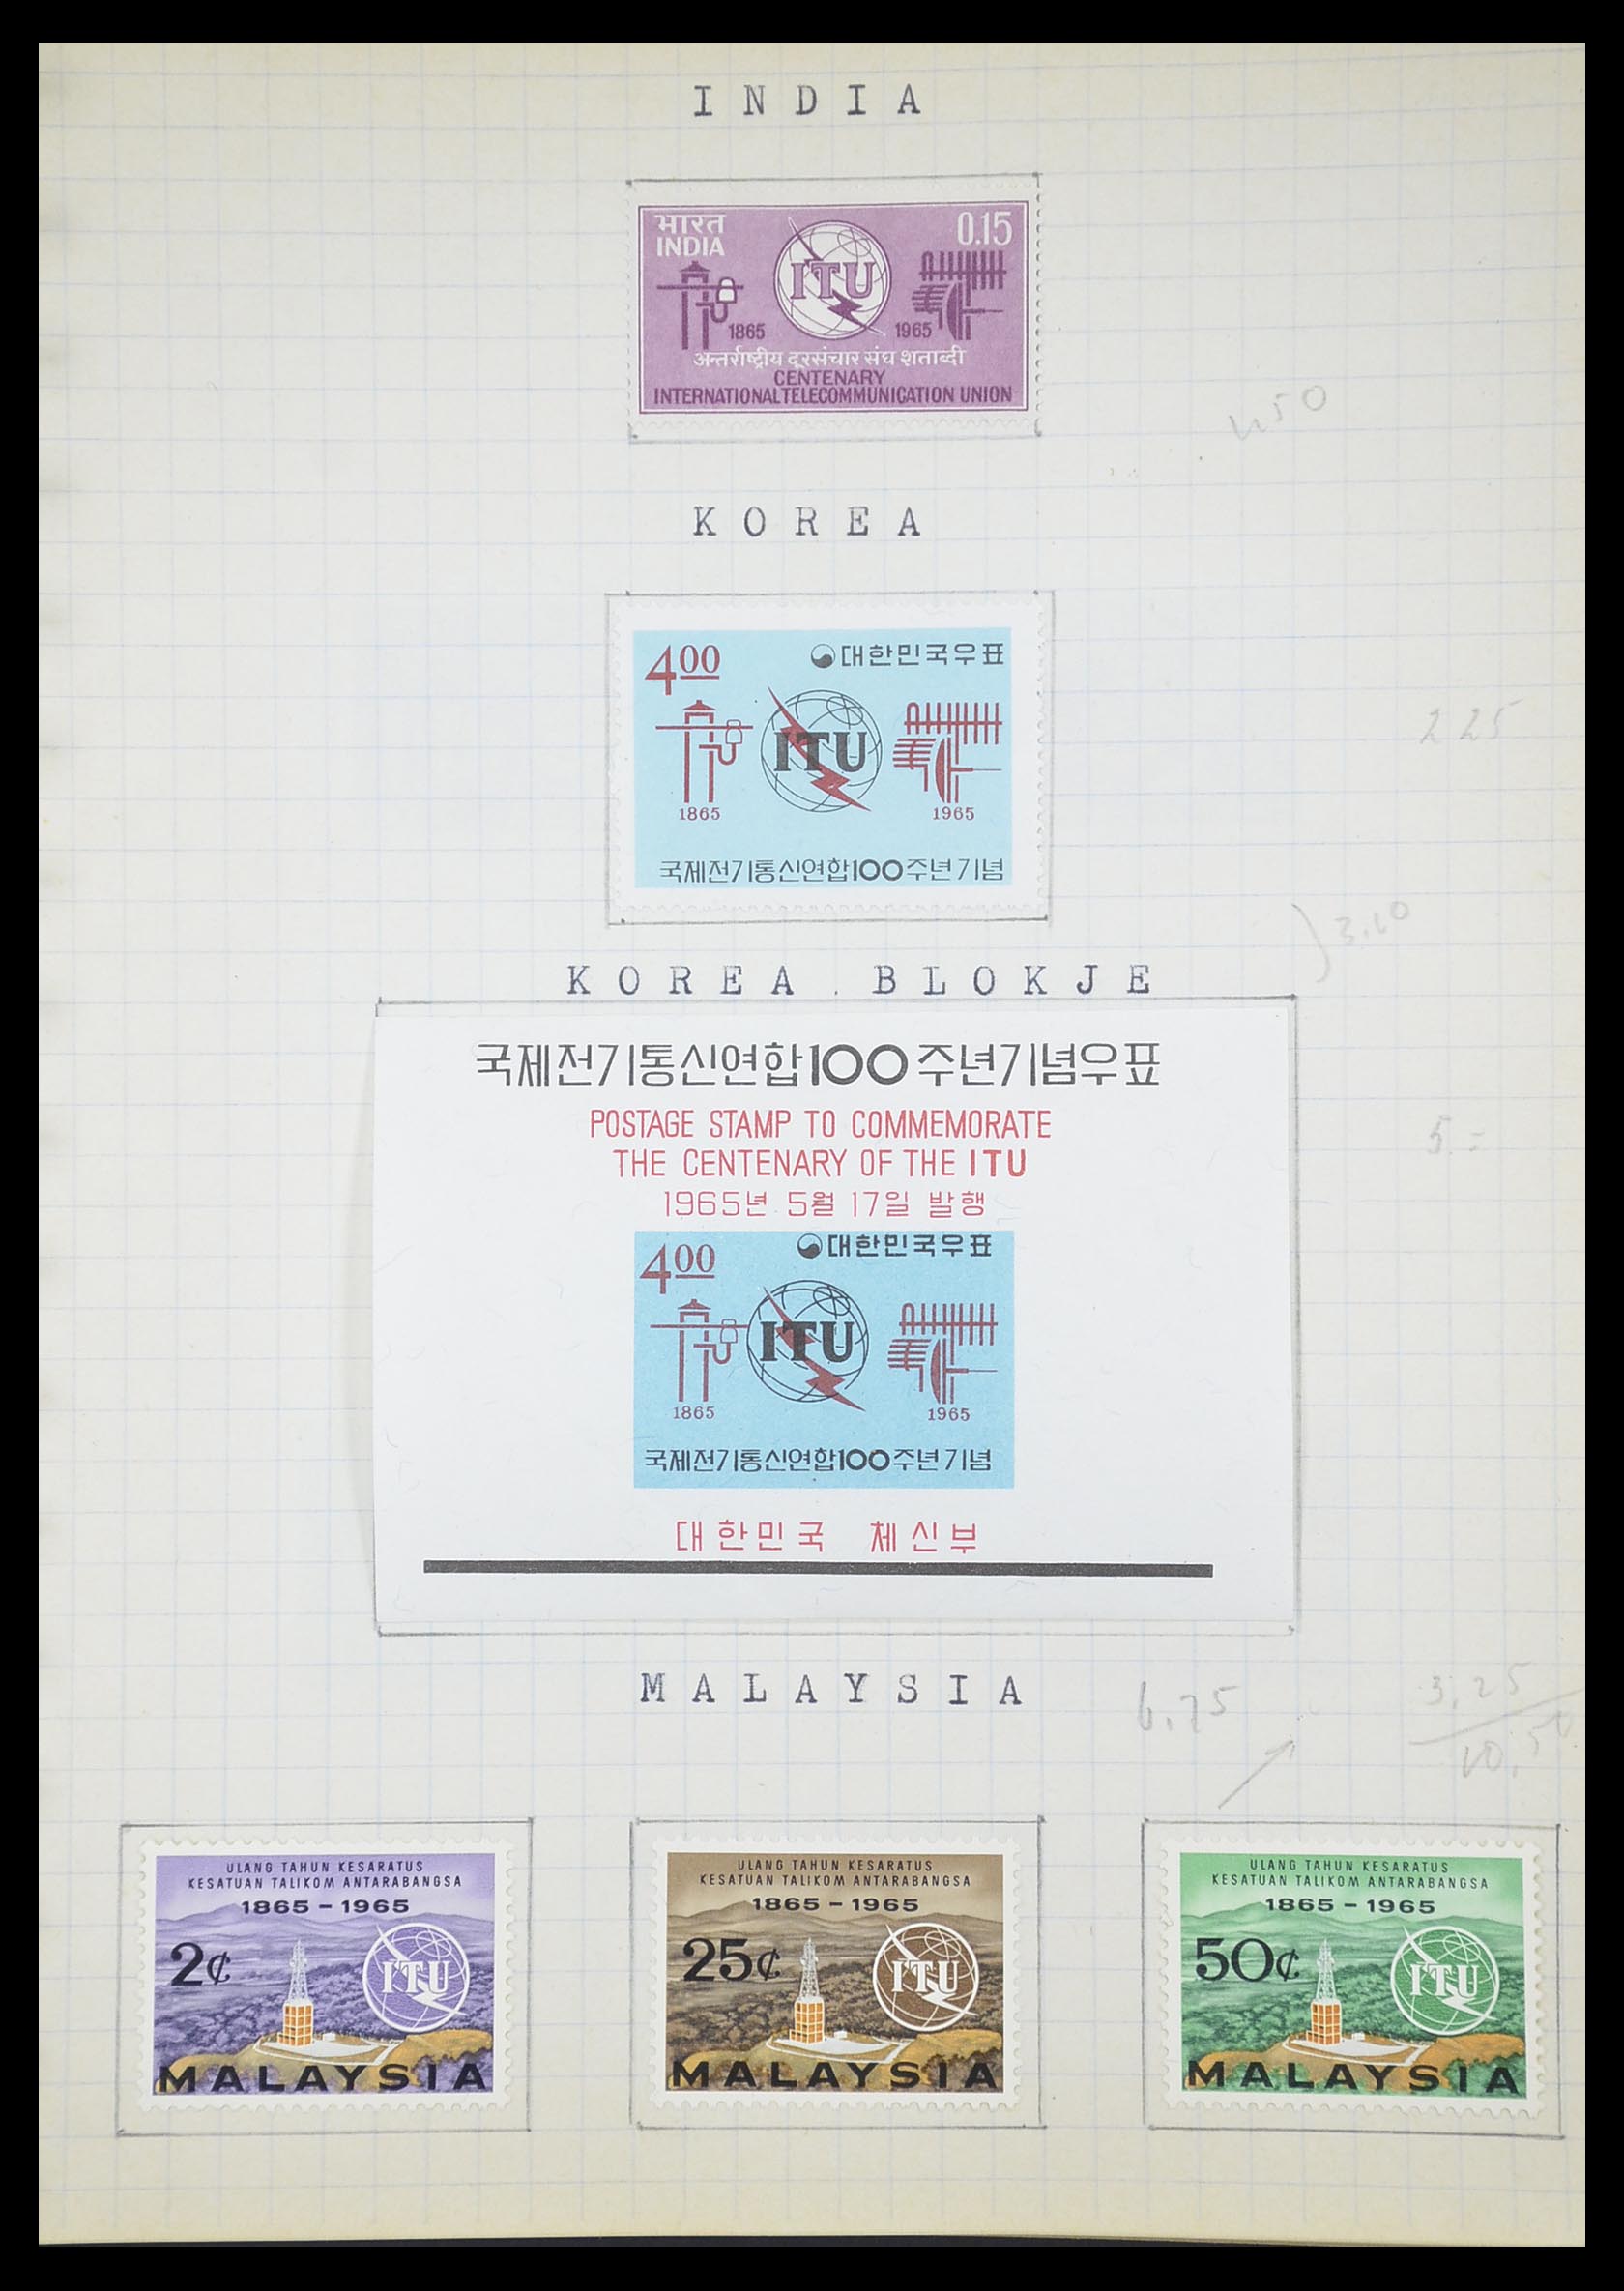 INDIA
भारत
INDIA
0.15
ITU
1865
1965
अन्तर्राष्ट्रीय दूरसंचार संघ शताब्दी
CENTENARY
INTERNATIONAL TELECOMMUNICATION UNION
KOREA
400
대한민국우표
ITU
1865
1965
국제전기통신연합100주년기념
225
3.10
KOREA. BLOKJE
국제전기통신연합100주년기념우표
POSTAGE STAMP TO COMMEMORATE
THE CENTENARY OF THE ITU
1965년 5월 17일 발행
5.=
400
대한민국우표
ITU
1865
1965
국제전기통신연합100주년기념
대한민국 체신부
MALAYSIA
6,75
3,25
10,50
ULANG TAHUN KESARATUS
KESATUAN TALIKOM ANTARABANGSA
1865-1965
2¢
ITU
MALAYSIA
ULANG TAHUN KESARATUS
KESATUAN TALIKOM ANTARABANGSA
1865-1965
25¢
ITU
MALAYSIA
ULANG TAHUN KESARATUS
KESATUAN TALIKOM ANTARABANGSA
1865-1965
50¢
ITU
MALAYSIA